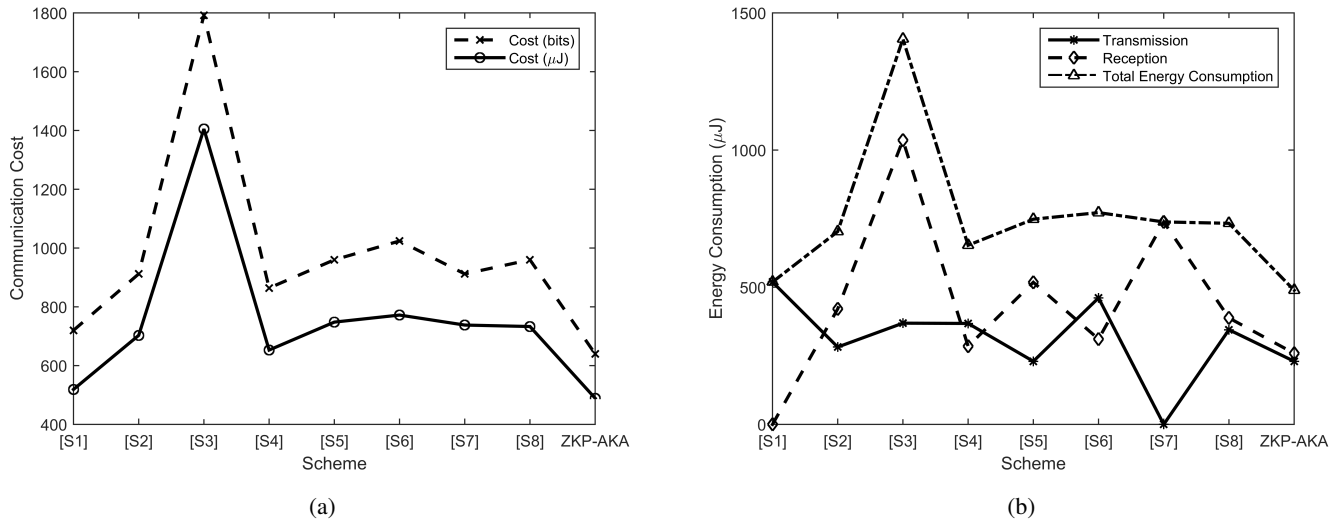 1800
1600
1400
1200
1000
800
600
400
Communication Cost
Cost (bits)
Cost (μJ)
[S1] [S2] [S3] [S4] [S5] [S6] [S7] [S8] ZKP-AKA
Scheme
(a)
1500
1000
500
0
Energy Consumption (μJ)
Transmission
Reception
Total Energy Consumption
[S1] [S2] [S3] [S4] [S5] [S6] [S7] [S8] ZKP-AKA
Scheme
(b)